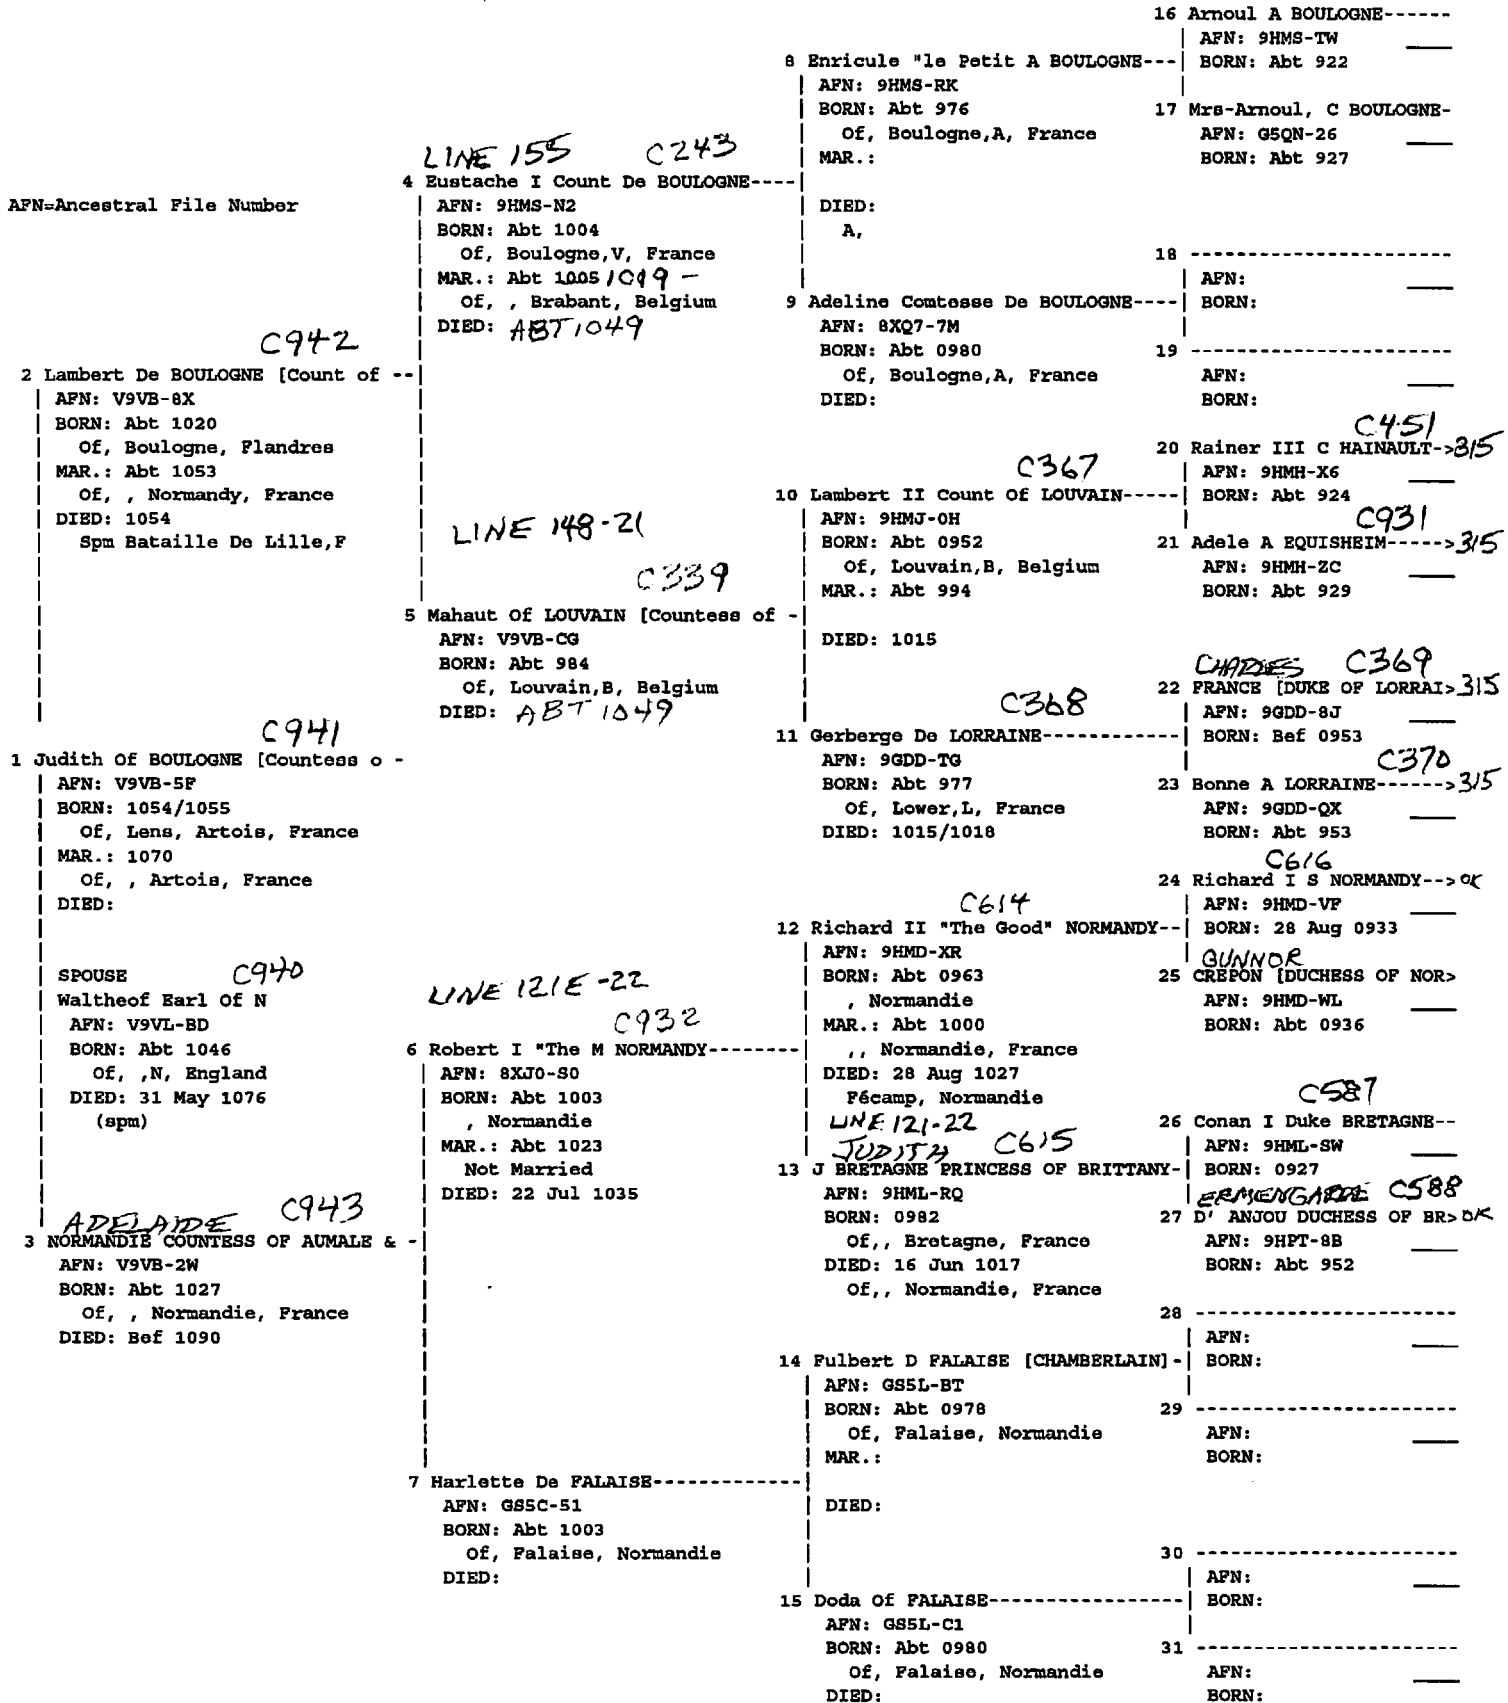 AFN=Ancestral File Number
C942
2 Lambert De BOULOGNE [Count of --
AFN: V9VB-8X
BORN: Abt 1020
Of, Boulogne, Flandres
MAR.: Abt 1053
Of, , Normandy, France
DIED: 1054
Spm Bataille De Lille,F
C941
1 Judith Of BOULOGNE [Countess o -
AFN: V9VB-5F
BORN: 1054/1055
Of, Lens, Artois, France
MAR.: 1070
Of, , Artois, France
DIED:
SPOUSE C940
Waltheof Earl Of N
AFN: V9VL-BD
BORN: Abt 1046
Of, ,N, England
DIED: 31 May 1076
(spm)
ADELAIDE C943
3 NORMANDIE COUNTESS OF AUMALE & -
AFN: V9VB-2W
BORN: Abt 1027
Of, , Normandie, France
DIED: Bef 1090
LINE 155 C243
4 Eustache I Count De BOULOGNE----
AFN: 9HMS-N2
BORN: Abt 1004
Of, Boulogne,V, France
MAR.: Abt 1005 1019 -
Of, , Brabant, Belgium
DIED: ABT 1049
LINE 148-21
C339
5 Mahaut Of LOUVAIN [Countess of -
AFN: V9VB-CG
BORN: Abt 984
Of, Louvain,B, Belgium
DIED: ABT 1049
LINE 121E-22
C932
6 Robert I "The M NORMANDY--------
AFN: 8XJ0-S0
BORN: Abt 1003
, Normandie
MAR.: Abt 1023
Not Married
DIED: 22 Jul 1035
7 Harlette De FALAISE-------------
AFN: GS5C-51
BORN: Abt 1003
Of, Falaise, Normandie
DIED:
8 Enricule "le Petit A BOULOGNE---
AFN: 9HMS-RK
BORN: Abt 976
Of, Boulogne,A, France
MAR.:
DIED:
A,
9 Adeline Comtesse De BOULOGNE----
AFN: 8XQ7-7M
BORN: Abt 0980
Of, Boulogne,A, France
DIED:
C367
10 Lambert II Count Of LOUVAIN-----
AFN: 9HMJ-0H
BORN: Abt 0952
Of, Louvain,B, Belgium
MAR.: Abt 994
DIED: 1015
C368
11 Gerberge De LORRAINE------------
AFN: 9GDD-TG
BORN: Abt 977
Of, Lower,L, France
DIED: 1015/1018
C614
12 Richard II "The Good" NORMANDY--
AFN: 9HMD-XR
BORN: Abt 0963
, Normandie
MAR.: Abt 1000
,, Normandie, France
DIED: 28 Aug 1027
Fécamp, Normandie
LINE 121-22
JUDITH C615
13 J BRETAGNE PRINCESS OF BRITTANY-
AFN: 9HML-RQ
BORN: 0982
Of,, Bretagne, France
DIED: 16 Jun 1017
Of,, Normandie, France
14 Fulbert D FALAISE [CHAMBERLAIN]-
AFN: GS5L-BT
BORN: Abt 0978
Of, Falaise, Normandie
MAR.:
DIED:
15 Doda Of FALAISE-----------------
AFN: GS5L-C1
BORN: Abt 0980
Of, Falaise, Normandie
DIED:
16 Arnoul A BOULOGNE------
AFN: 9HMS-TW
BORN: Abt 922
17 Mrs-Arnoul, C BOULOGNE-
AFN: G5QN-26
BORN: Abt 927
18 -----------------------
AFN:
BORN:
19 -----------------------
AFN:
BORN:
C451
20 Rainer III C HAINAULT->315
AFN: 9HMH-X6
BORN: Abt 924
C931
21 Adele A EQUISHEIM----->315
AFN: 9HMH-ZC
BORN: Abt 929
CHARLES C369
22 FRANCE [DUKE OF LORRAI>315
AFN: 9GDD-8J
BORN: Bef 0953
C370
23 Bonne A LORRAINE------>315
AFN: 9GDD-QX
BORN: Abt 953
C616
24 Richard I S NORMANDY-->OK
AFN: 9HMD-VF
BORN: 28 Aug 0933
GUNNOR
25 CREPON [DUCHESS OF NOR>
AFN: 9HMD-WL
BORN: Abt 0936
C587
26 Conan I Duke BRETAGNE--
AFN: 9HML-SW
BORN: 0927
ERMENGARDE C588
27 D' ANJOU DUCHESS OF BR>OK
AFN: 9HPT-8B
BORN: Abt 952
28 -----------------------
AFN:
BORN:
29 -----------------------
AFN:
BORN:
30 -----------------------
AFN:
BORN:
31 -----------------------
AFN:
BORN: